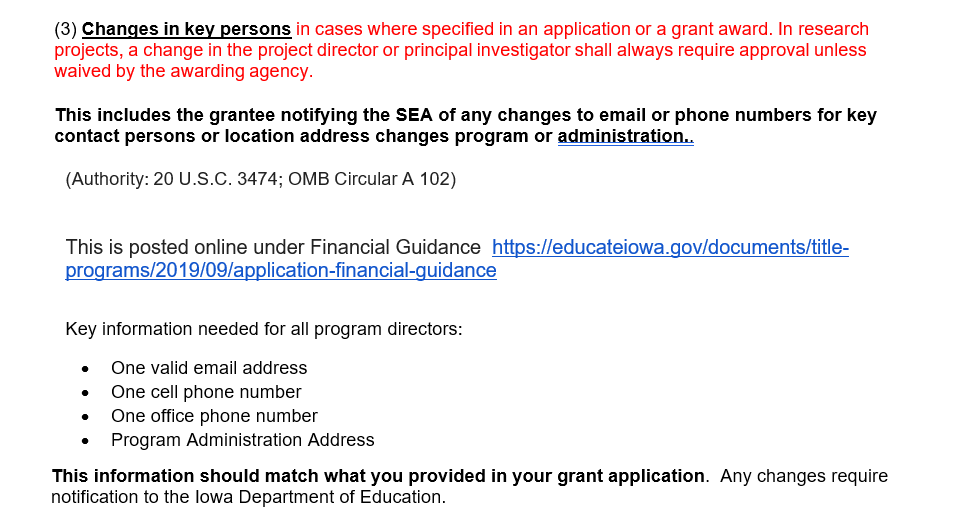 (3) Changes in key persons in cases where specified in an application or a grant award. In research
projects, a change in the project director or principal investigator shall always require approval unless
waived by the awarding agency.
This includes the grantee notifying the SEA of any changes to email or phone numbers for key
contact persons or location address changes program or administration..
(Authority: 20 U.S.C. 3474; OMB Circular A 102)
This is posted online under Financial Guidance https://educateiowa.gov/documents/title-
programs/2019/09/application-financial-guidance
Key information needed for all program directors:
• One valid email address
• One cell phone number
• One office phone number
• Program Administration Address
This information should match what you provided in your grant application. Any changes require
notification to the Iowa Department of Education.